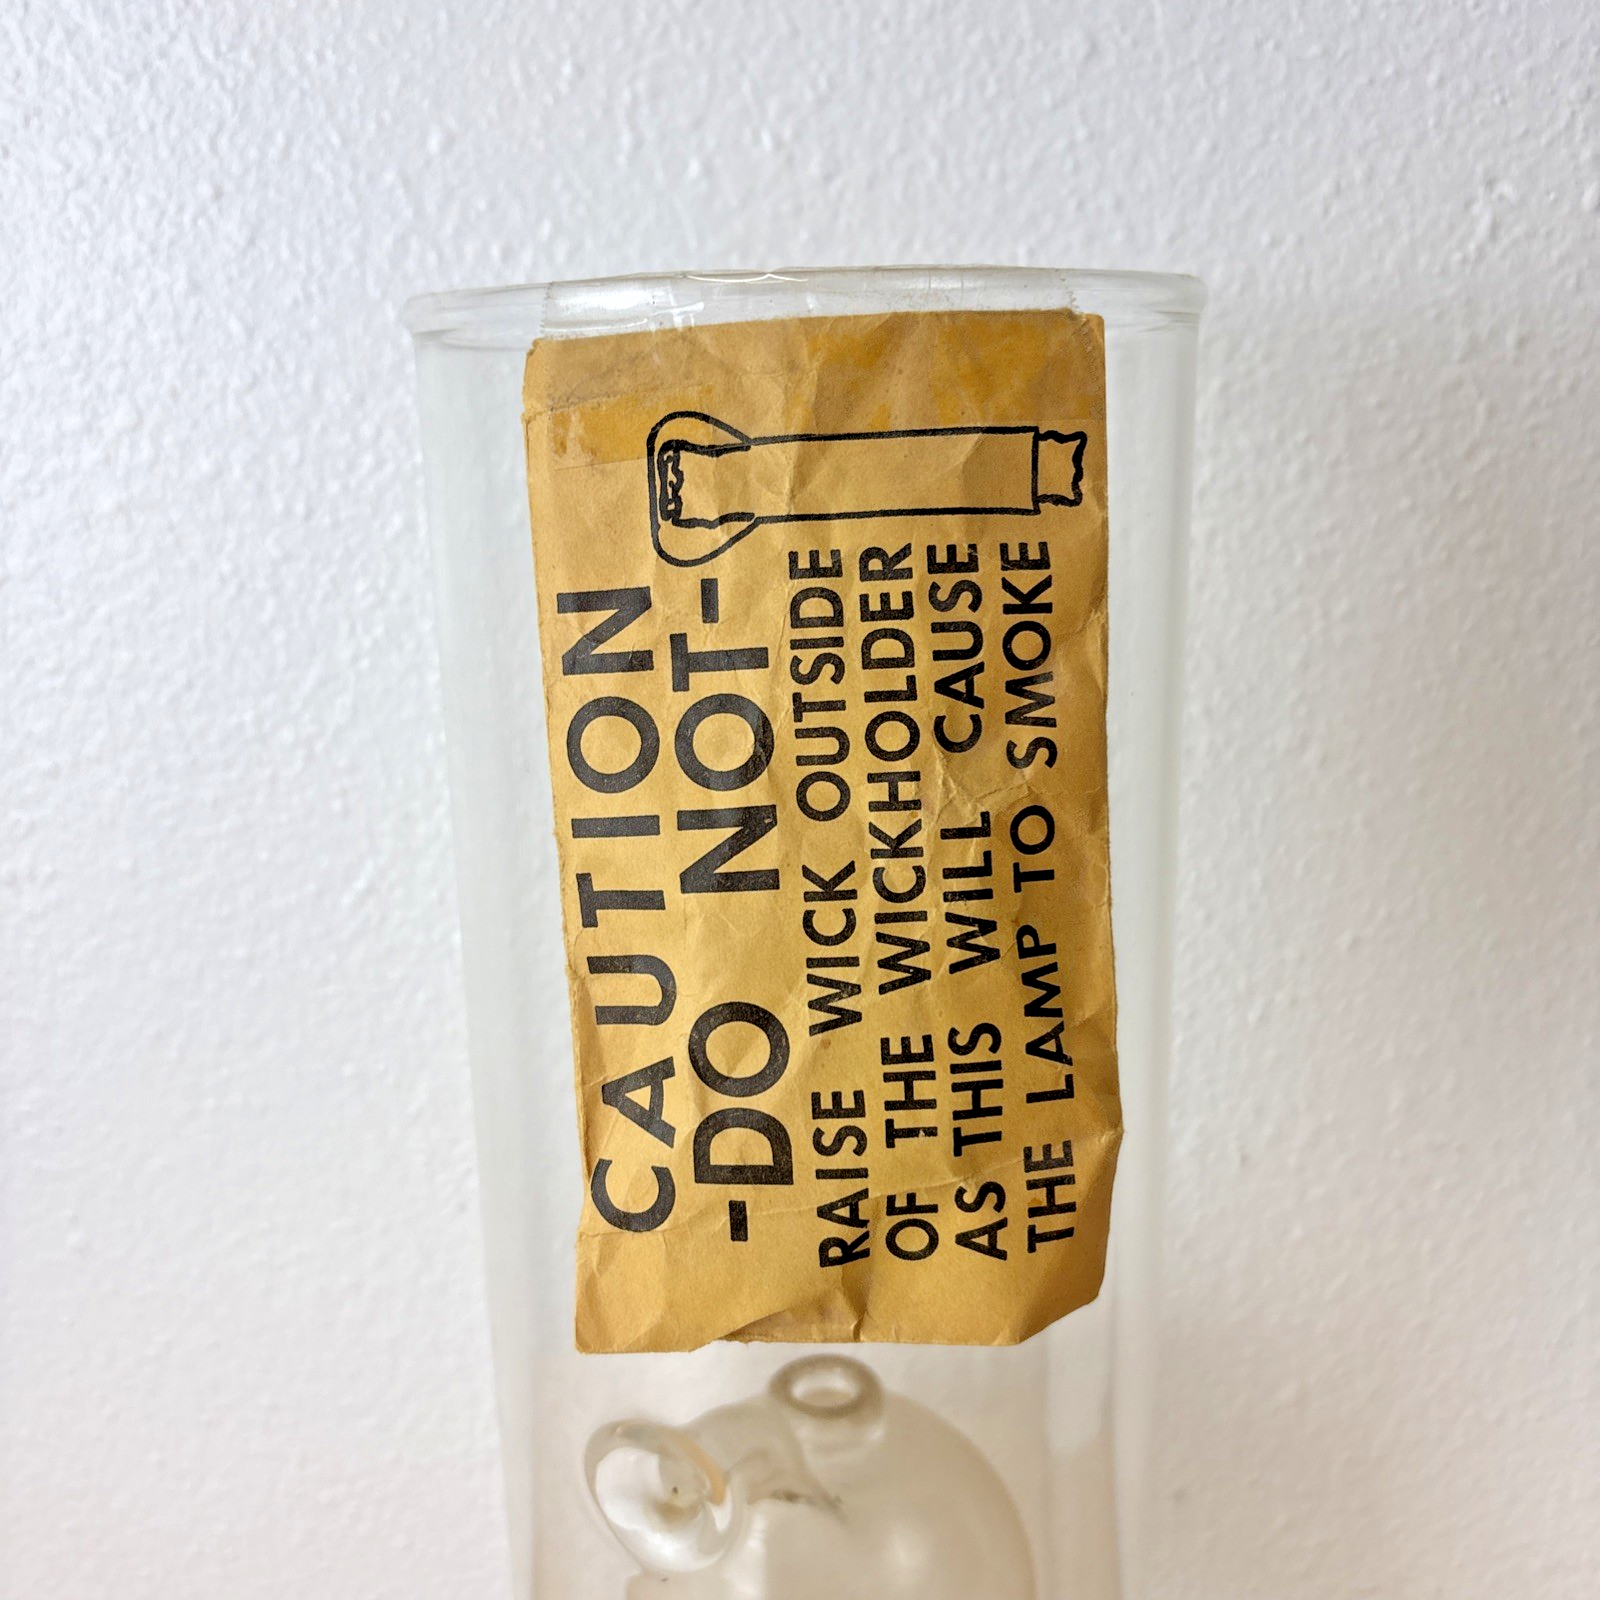 CAUTION
-DO NOT-
RAISE WICK OUTSIDE
OF THE WICKHOLDER
AS THIS WILL CAUSE
THE LAMP TO SMOKE